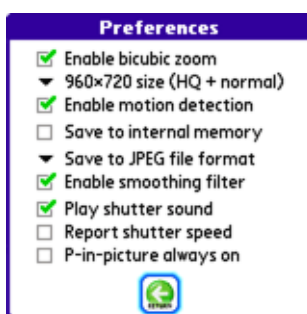 Preferences
Enable bicubic zoom
960×720 size (HQ + normal)
Enable motion detection
Save to internal memory
Save to JPEG file format
Enable smoothing filter
Play shutter sound
Report shutter speed
P-in-picture always on
RETURN